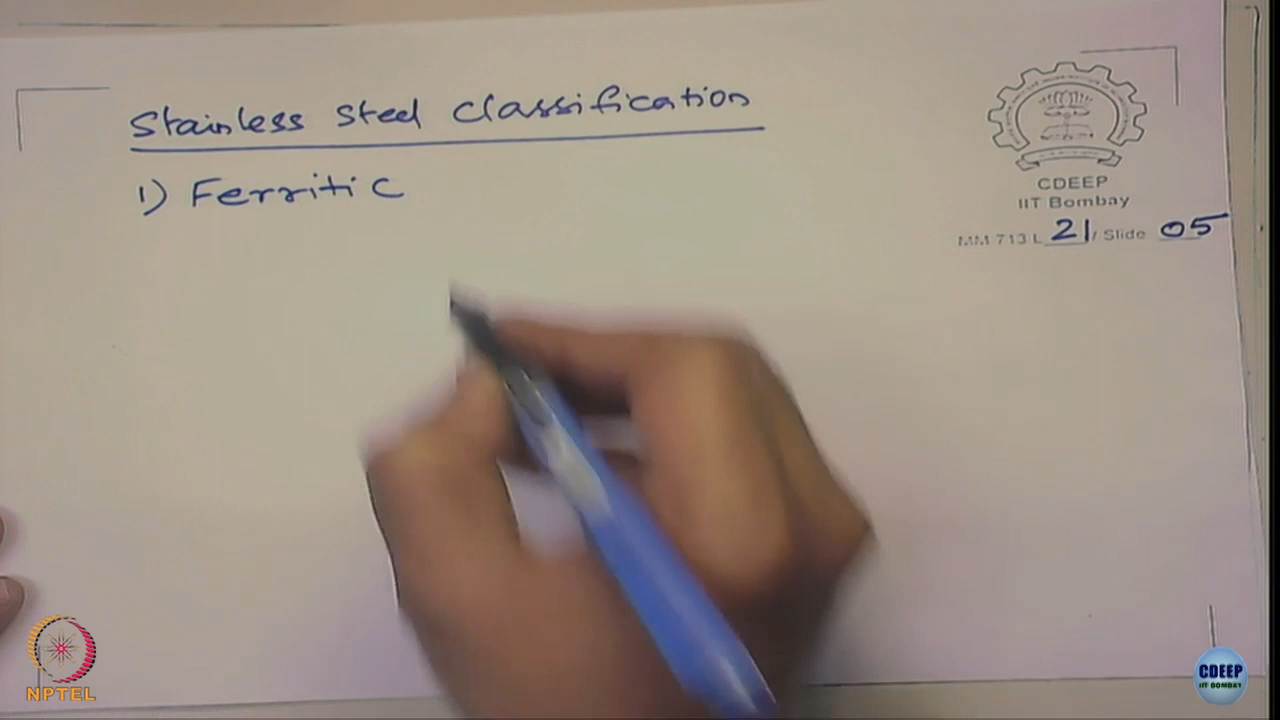 Stainless Steel Classification
1) Ferritic
CDEEP
IIT Bombay
MM 713 L 21 / Slide 05
NPTEL
CDEEP
IIT BOMBAY